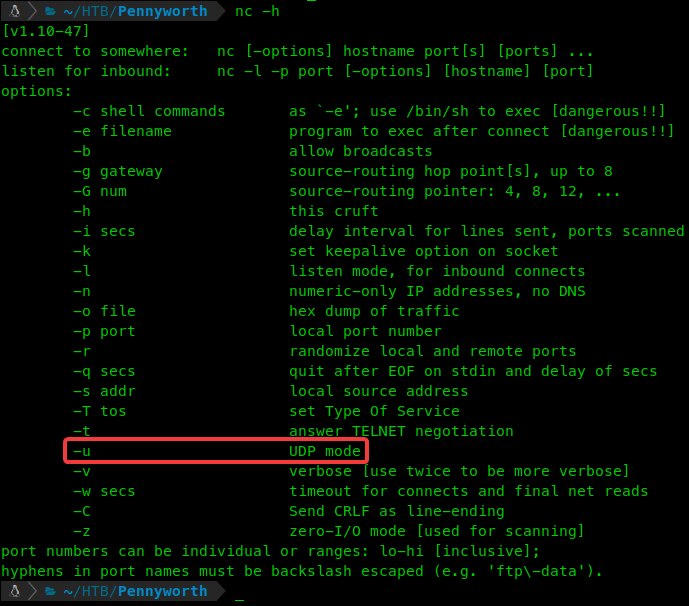 ~/HTB/Pennyworth nc -h
[v1.10-47]
connect to somewhere:   nc [-options] hostname port[s] [ports] ...
listen for inbound:     nc -l -p port [-options] [hostname] [port]
options:
        -c shell commands       as `-e'; use /bin/sh to exec [dangerous!!]
        -e filename             program to exec after connect [dangerous!!]
        -b                      allow broadcasts
        -g gateway              source-routing hop point[s], up to 8
        -G num                  source-routing pointer: 4, 8, 12, ...
        -h                      this cruft
        -i secs                 delay interval for lines sent, ports scanned
        -k                      set keepalive option on socket
        -l                      listen mode, for inbound connects
        -n                      numeric-only IP addresses, no DNS
        -o file                 hex dump of traffic
        -p port                 local port number
        -r                      randomize local and remote ports
        -q secs                 quit after EOF on stdin and delay of secs
        -s addr                 local source address
        -T tos                  set Type Of Service
        -t                      answer TELNET negotiation
        -u                      UDP mode
        -v                      verbose [use twice to be more verbose]
        -w secs                 timeout for connects and final net reads
        -C                      Send CRLF as line-ending
        -z                      zero-I/O mode [used for scanning]
port numbers can be individual or ranges: lo-hi [inclusive];
hyphens in port names must be backslash escaped (e.g. 'ftp\-data').
~/HTB/Pennyworth _